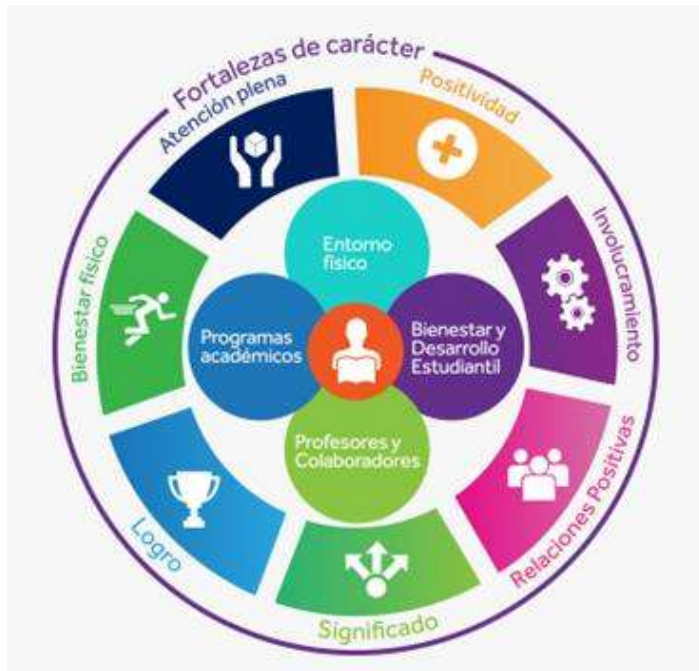 Fortalezas de carácter
Atención plena
Positividad
Involucramiento
Relaciones Positivas
Significado
Logro
Bienestar físico
Entorno
físico
Programas
académicos
Bienestar y
Desarrollo
Estudiantil
Profesores y
Colaboradores